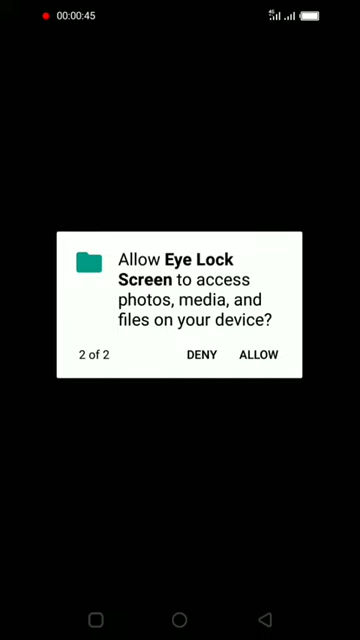 00:00:45
4G
Allow Eye Lock
Screen to access
photos, media, and
files on your device?
2 of 2
DENY
ALLOW